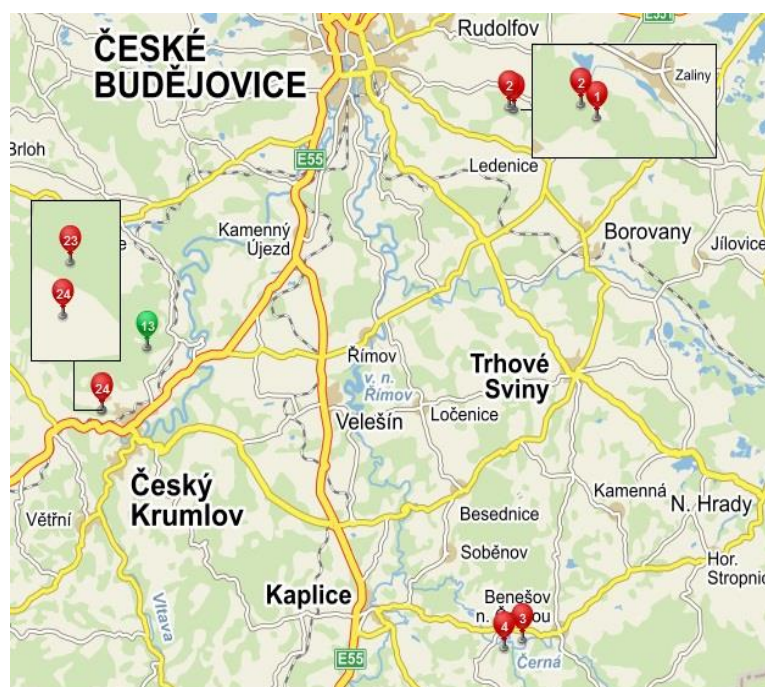 E551
Rudolfov
ČESKÉ
BUDĚJOVICE
Zaliny
2
2
1
Brloh
E55
Ledenice
Kamenný
Újezd
Borovany
Jílovice
23
24
13
Římov
v. n.
Římov
Trhové
Sviny
24
Velešín
Ločenice
Český
Krumlov
Větřní
Kamenná
N. Hrady
Besednice
Soběnov
Hor.
Stropnic
Kaplice
Benešov
n.
ou
4
3
Vltava
Černá
E55